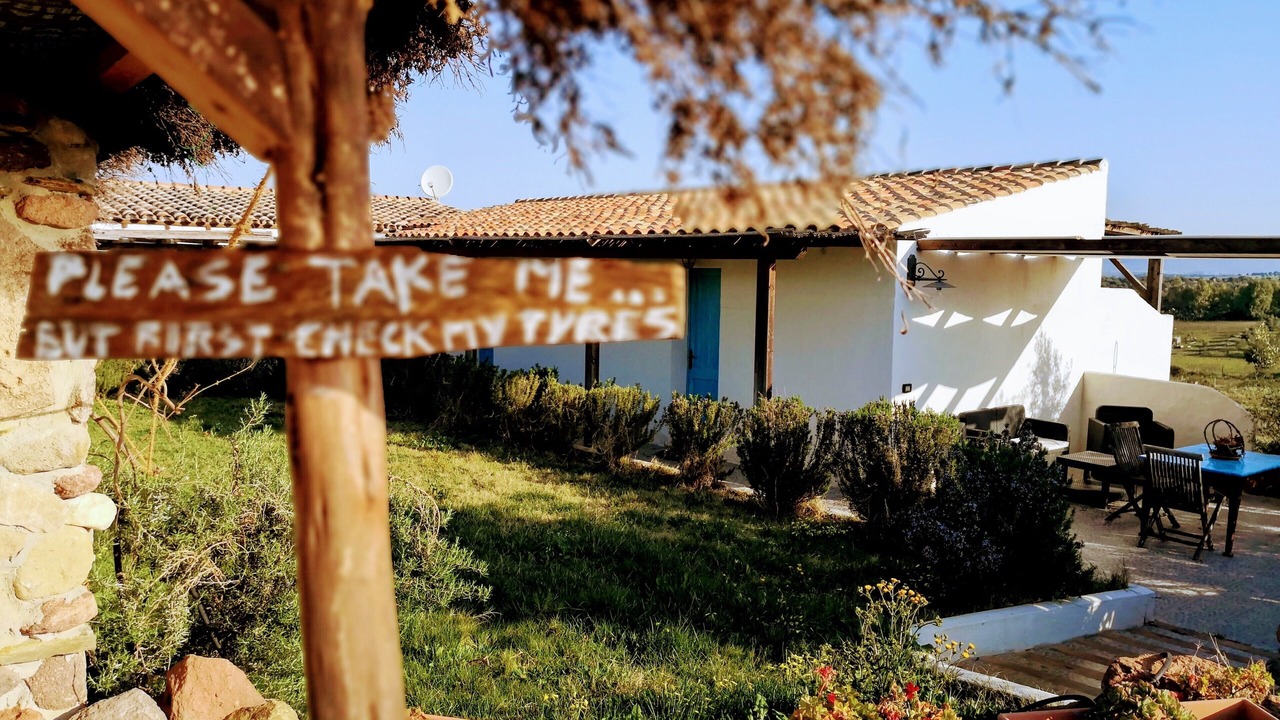 PLEASE TAKE ME...
BUT FIRST CHECK MY TYRES